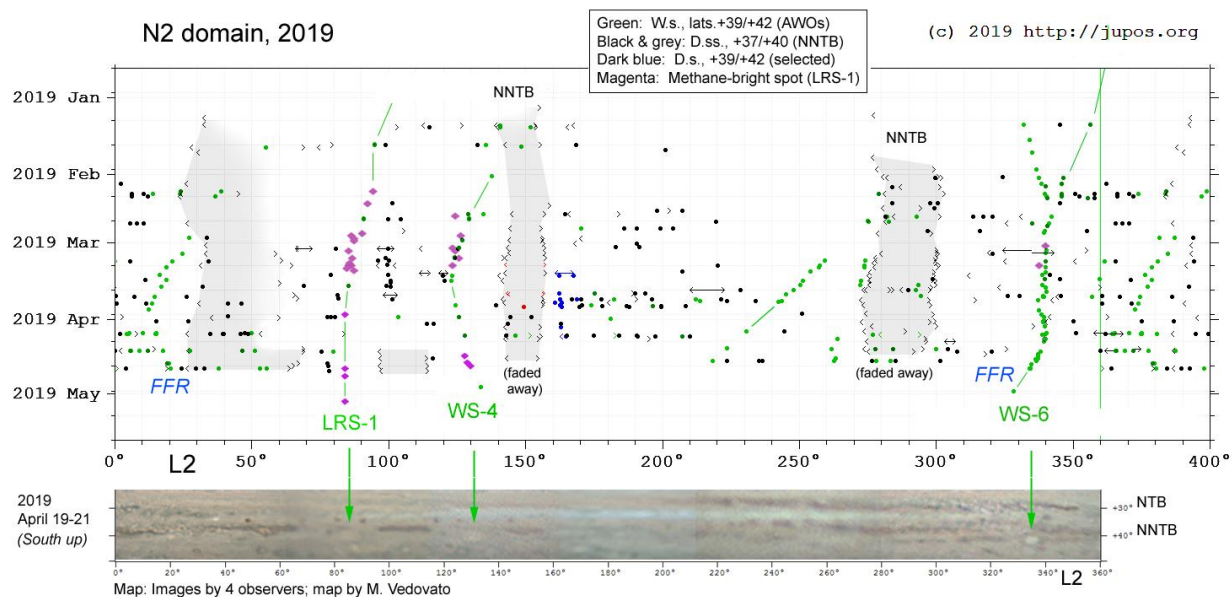 N2 domain, 2019
Green: W.s., lats.+39/+42 (AWOs)
Black & grey: D.ss., +37/+40 (NNTB)
Dark blue: D.s., +39/+42 (selected)
Magenta: Methane-bright spot (LRS-1)
(c) 2019 http://jupos.org
2019 Jan
2019 Feb
2019 Mar
2019 Apr
2019 May
NNTB
NNTB
(faded away)
(faded away)
FFR
LRS-1
WS-4
FFR
WS-6
0° 50° 100° 150° 200° 250° 300° 350° 400°
L2
2019
April 19-21
(South up)
+30° NTB
+40° NNTB
0° 20° 40° 60° 80° 100° 120° 140° 160° 180° 200° 220° 240° 260° 280° 300° 320° 340° 360°
L2
Map: Images by 4 observers; map by M. Vedovato